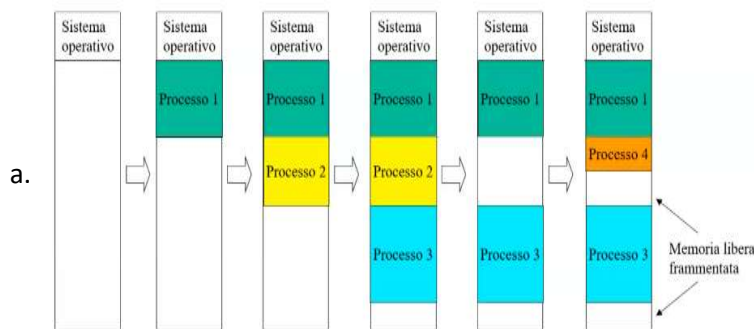 Sistema
operativo
Sistema
operativo
Sistema
operativo
Sistema
operativo
Sistema
operativo
Sistema
operativo
Processo 1
Processo 1
Processo 1
Processo 1
Processo 1
Processo 4
a.
Processo 2
Processo 2
Processo 3
Processo 3
Processo 3
Memoria libera
frammentata